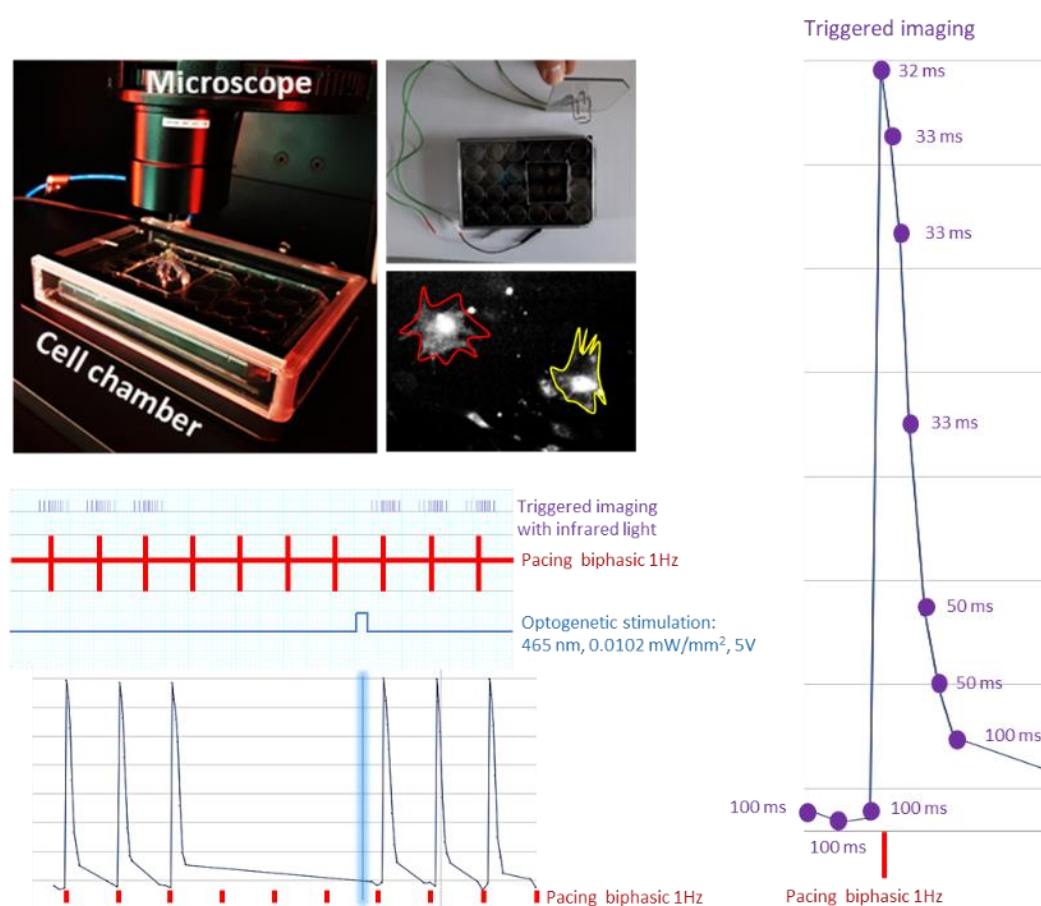 Microscope
Cell chamber
Triggered imaging
with infrared light
Pacing biphasic 1Hz
Optogenetic stimulation:
465 nm, 0.0102 mW/mm², 5V
Pacing biphasic 1Hz
Triggered imaging
32 ms
33 ms
33 ms
33 ms
50 ms
50 ms
100 ms
100 ms
100 ms
100 ms
Pacing biphasic 1Hz